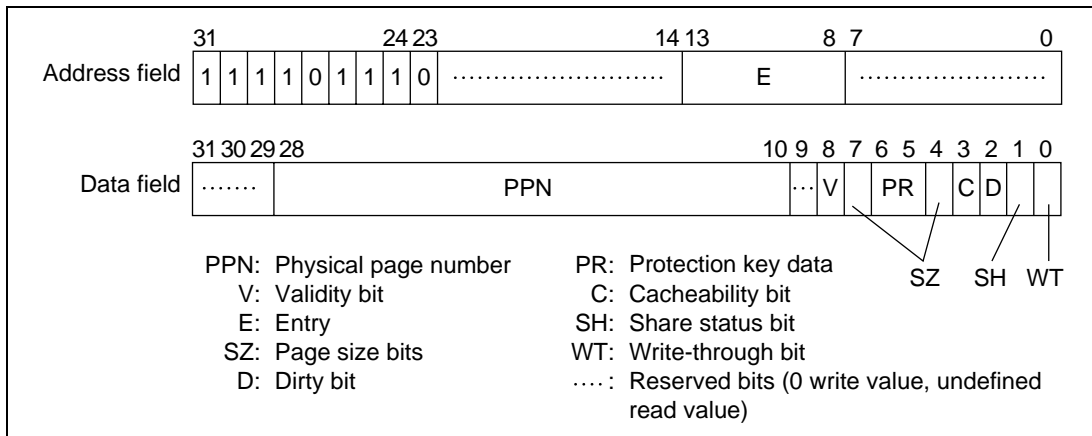 31 24 23 14 13 8 7 0
Address field 1 1 1 1 0 1 1 1 0 ........................ E ........................
31 30 29 28 10 9 8 7 6 5 4 3 2 1 0
Data field ....... PPN ... V PR C D
SZ SH WT
PPN: Physical page number
V: Validity bit
E: Entry
SZ: Page size bits
D: Dirty bit
PR: Protection key data
C: Cacheability bit
SH: Share status bit
WT: Write-through bit
....: Reserved bits (0 write value, undefined
read value)